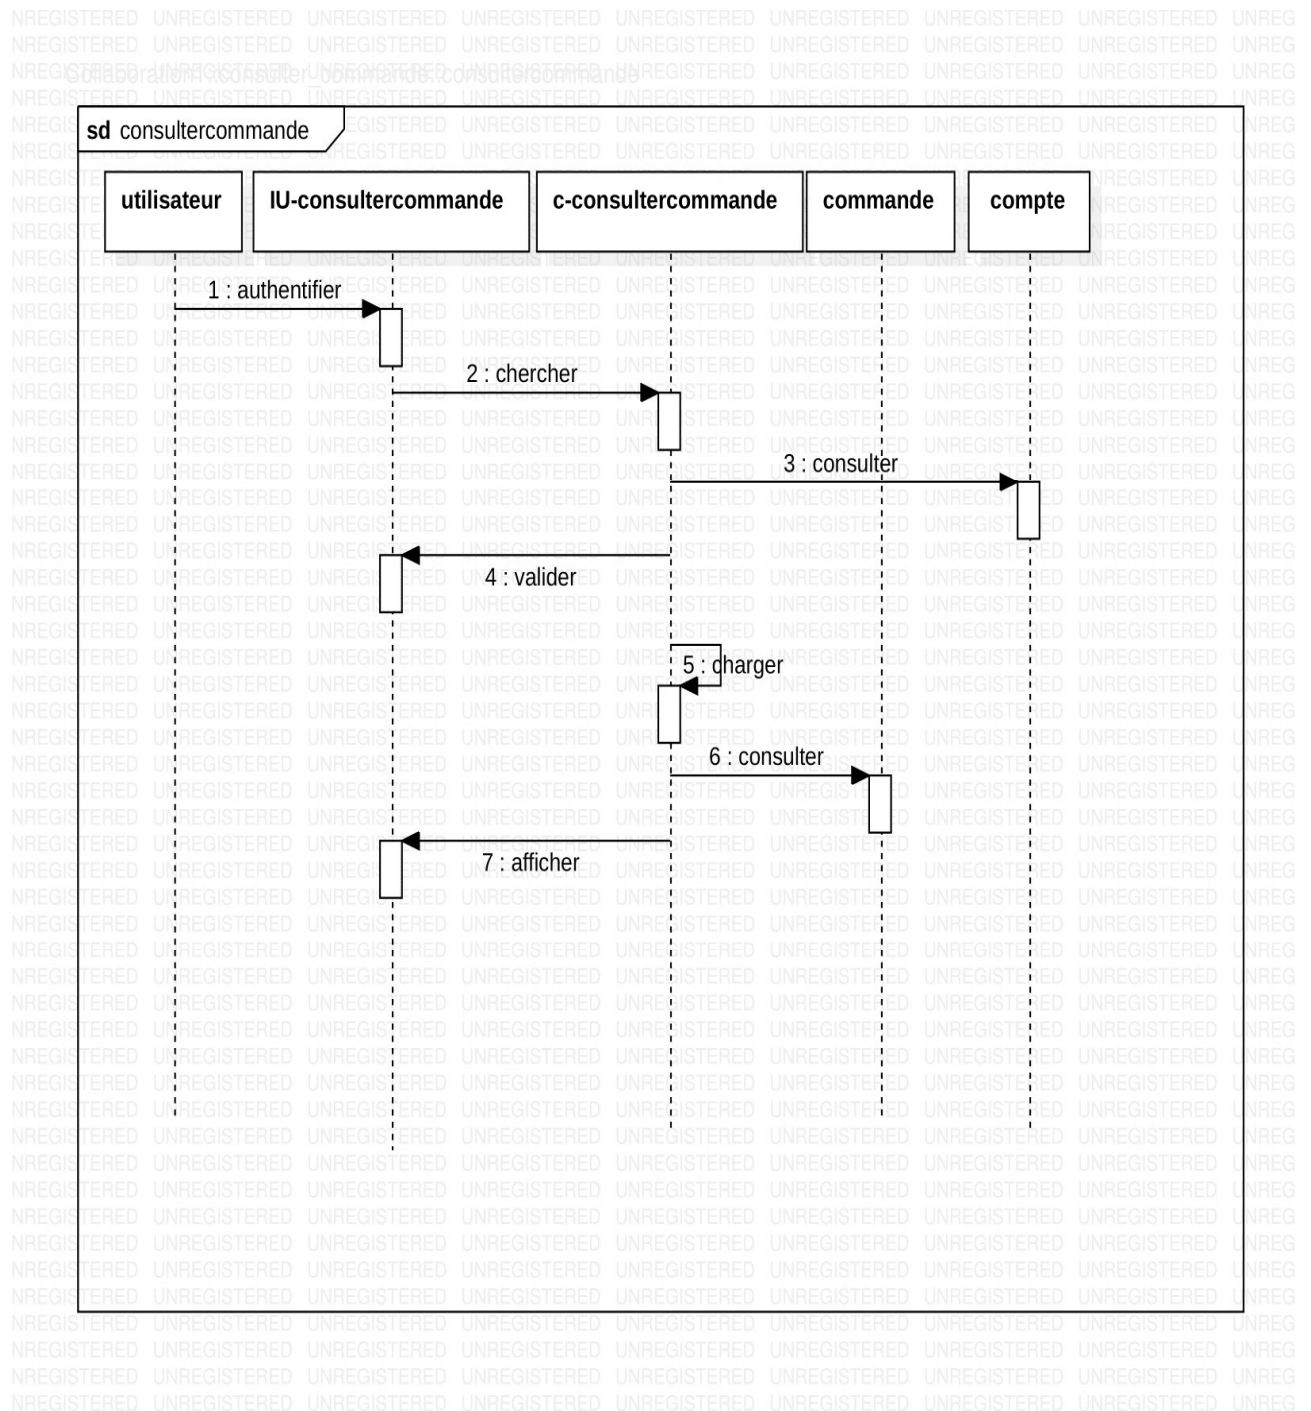 sd consultercommande
utilisateur
IU-consultercommande
c-consultercommande
commande
compte
1 : authentifier
2 : chercher
3 : consulter
4 : valider
5 : charger
6 : consulter
7 : afficher